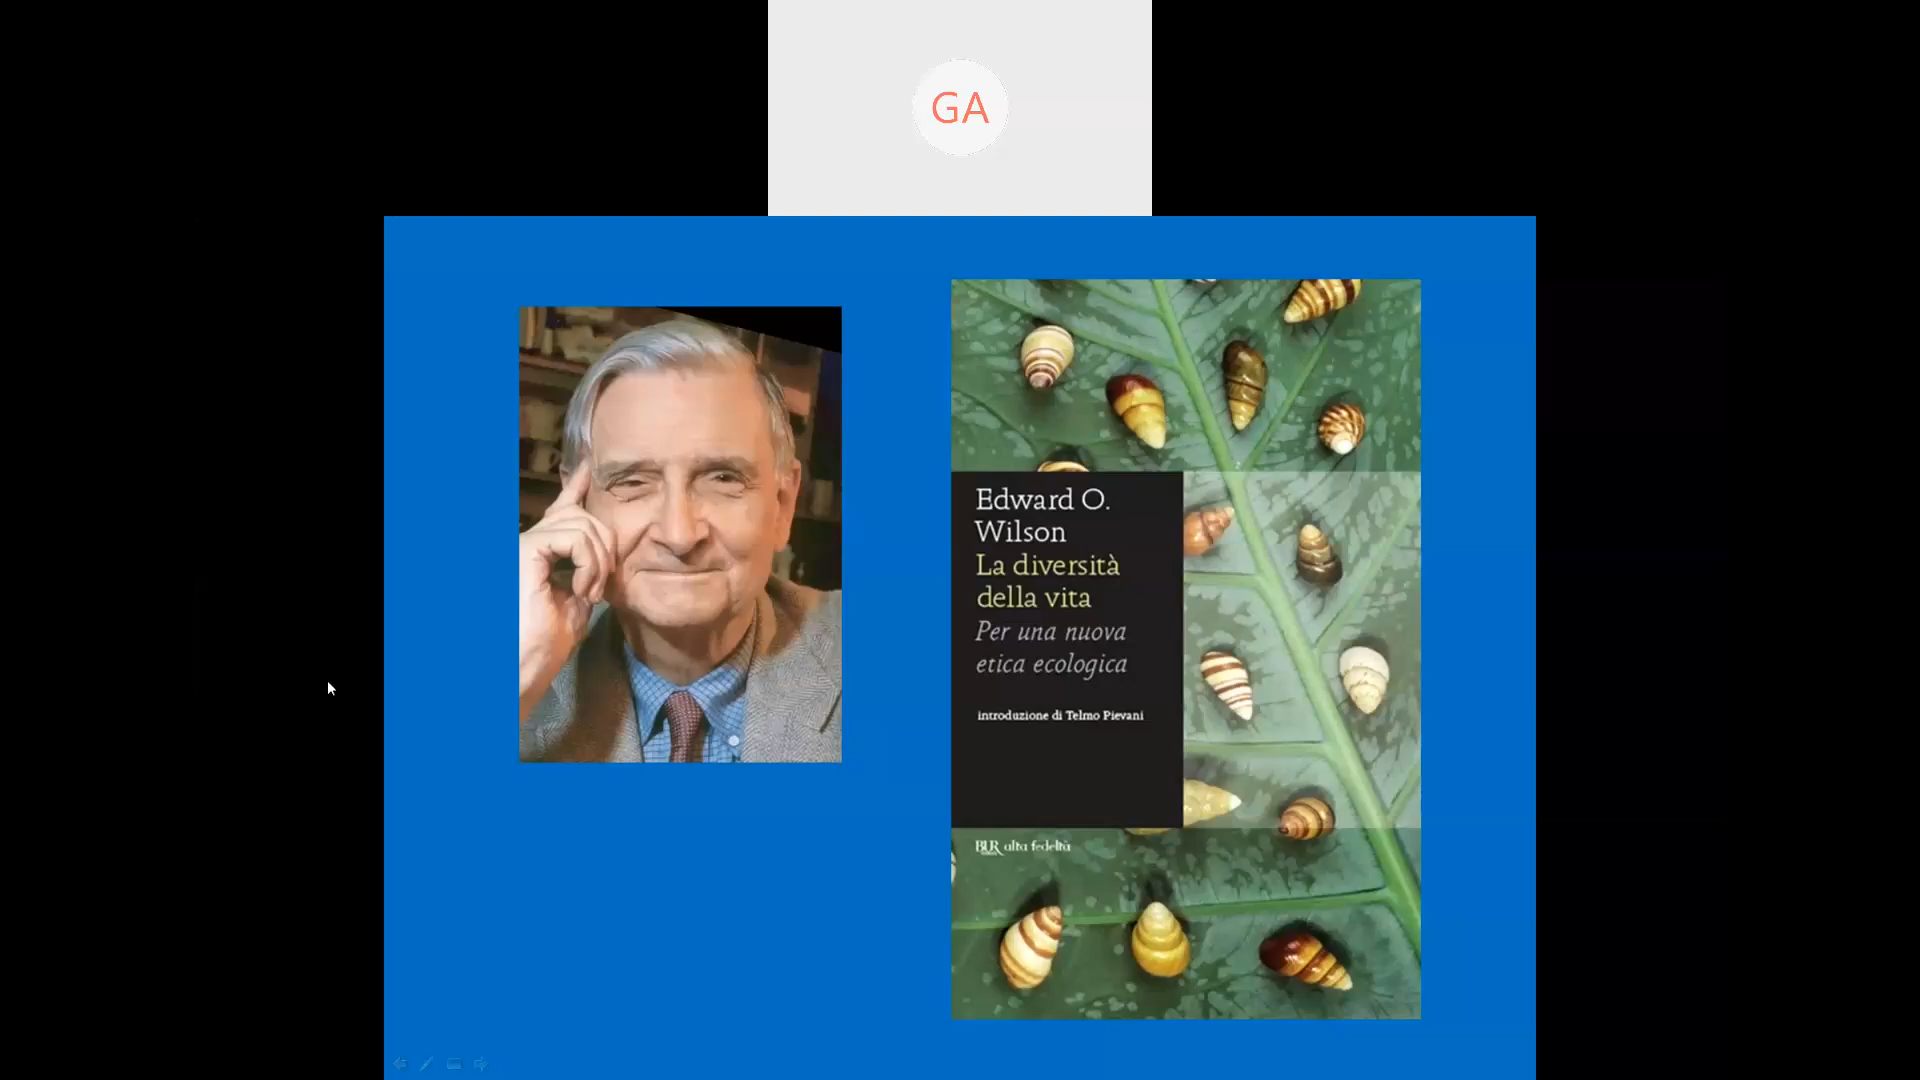 GA
Edward O.
Wilson
La diversità
della vita
Per una nuova
etica ecologica
introduzione di Telmo Pievani
BUR alta fedeltà